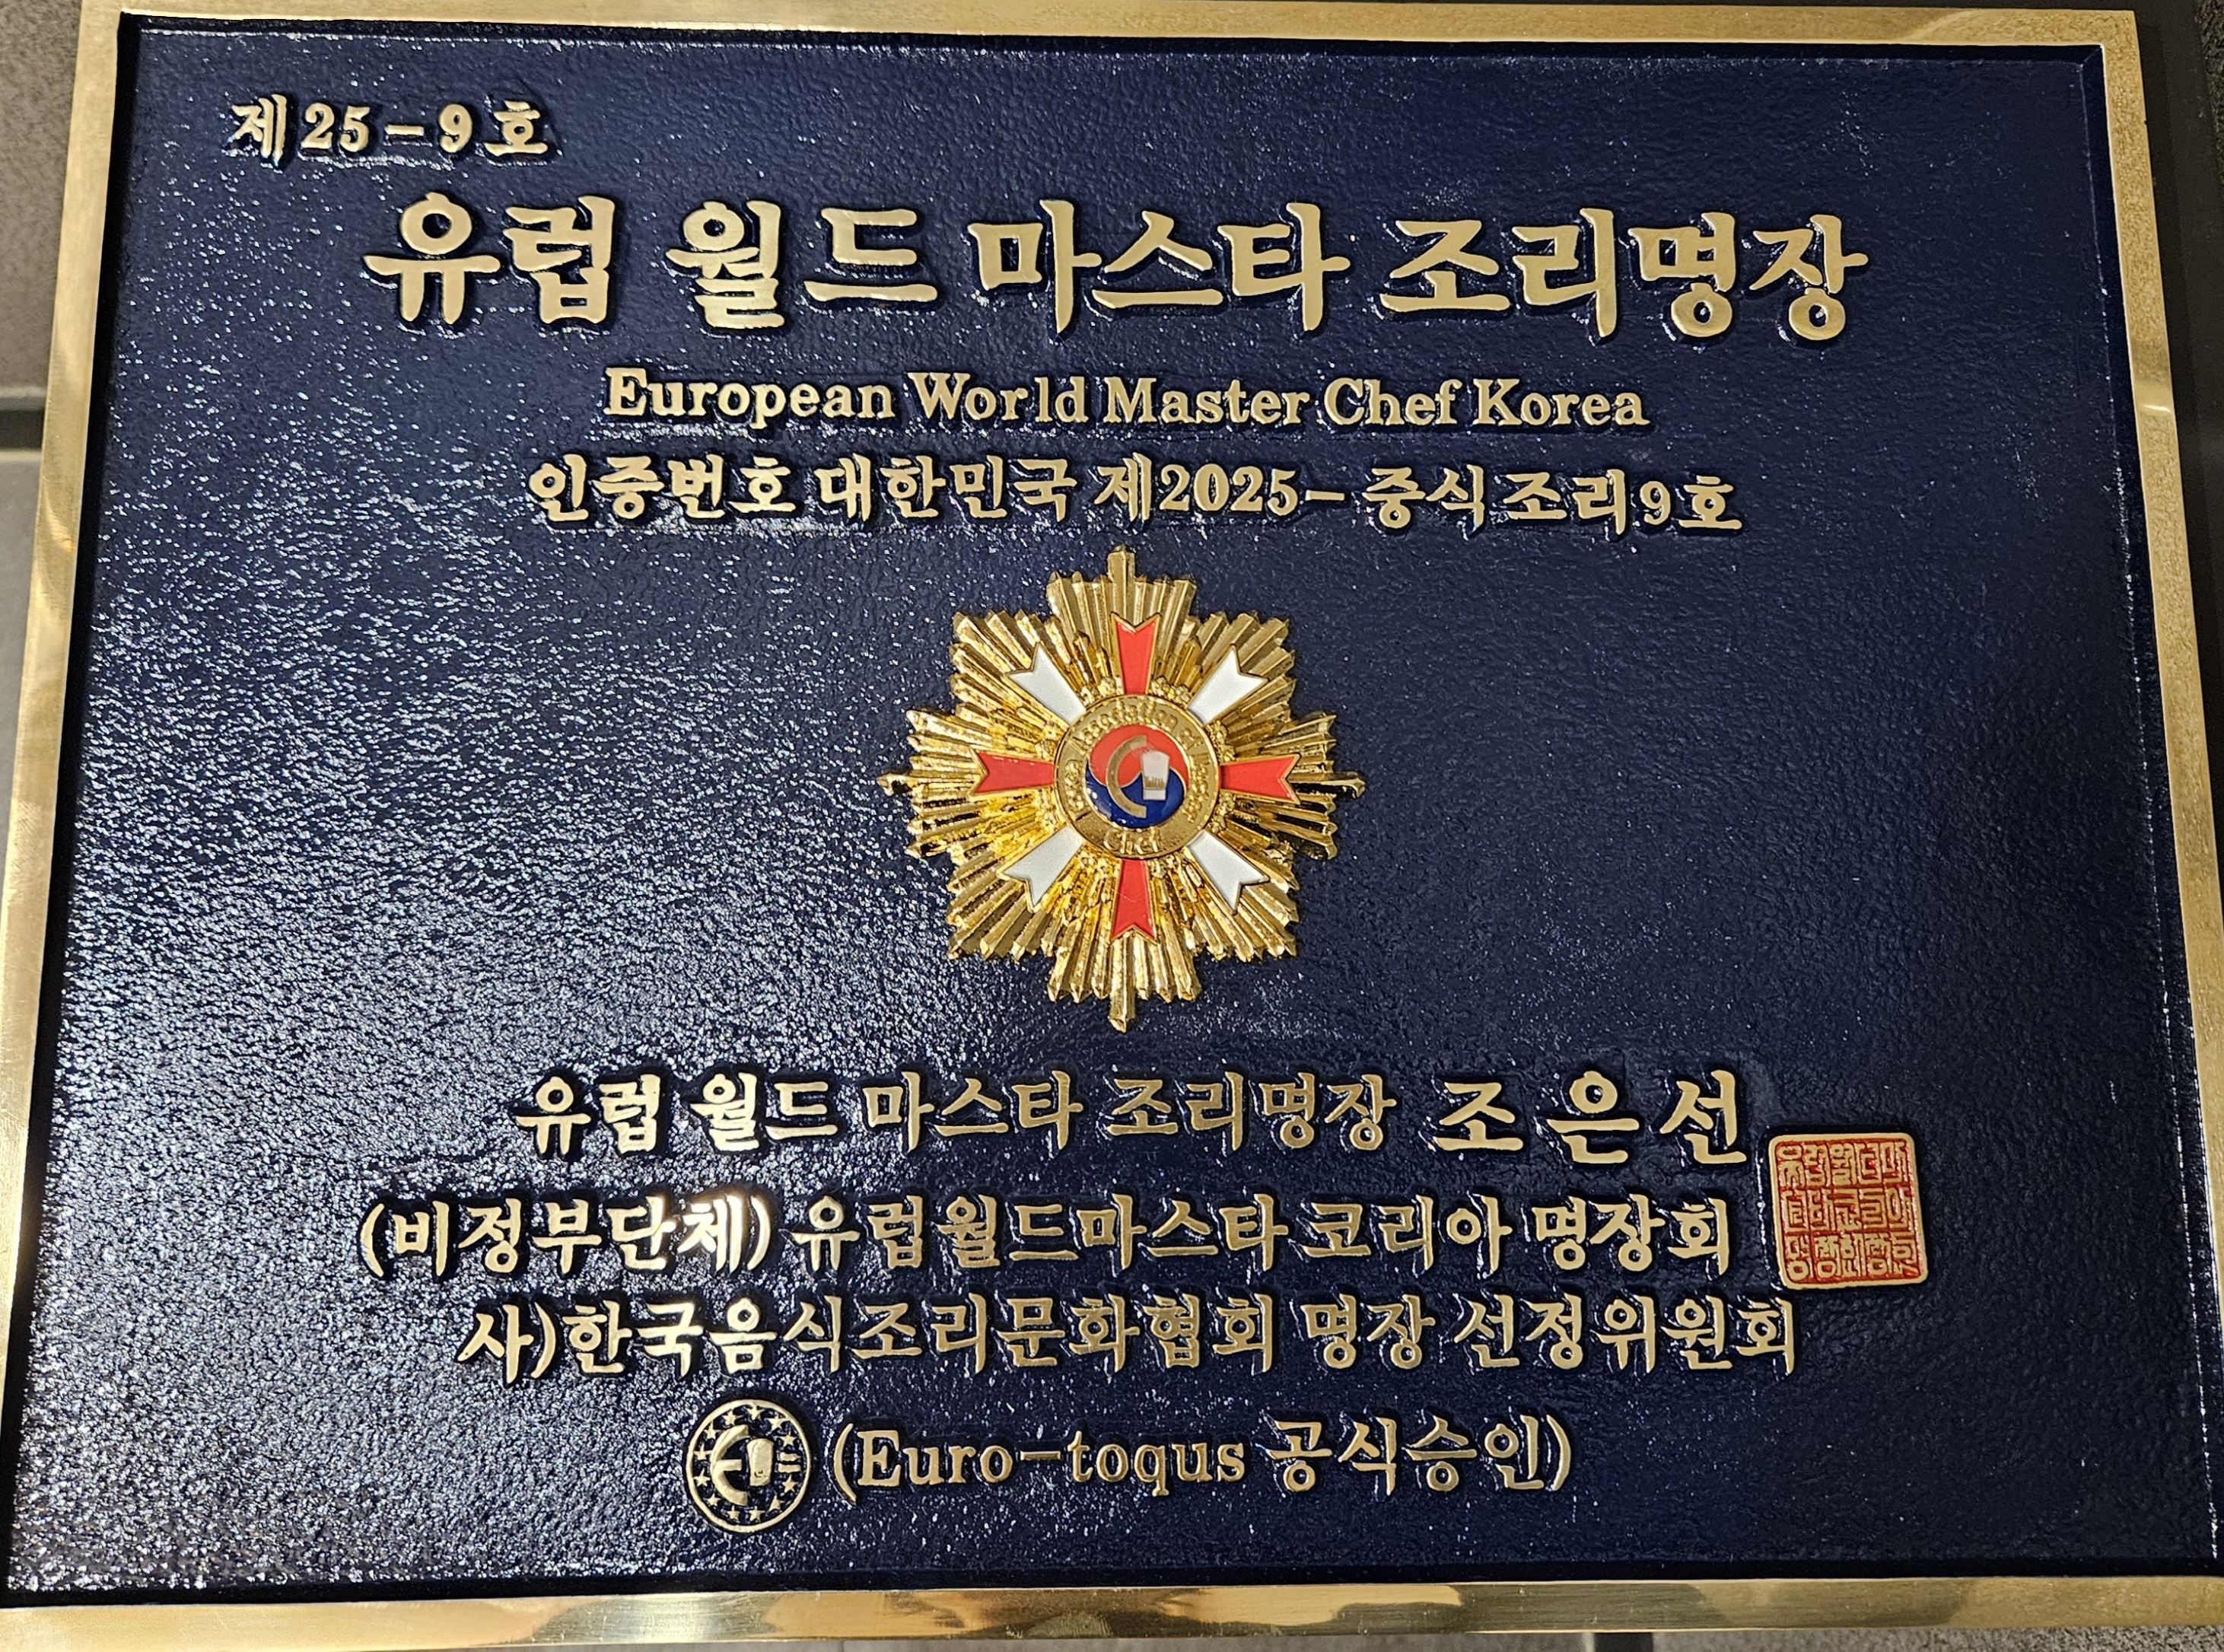 제25-9호
유럽 월드 마스타 조리명장
European World Master Chef Korea
인증번호 대한민국 제2025-중식조리9호
Association
Chef
유럽 월드 마스타 조리명장 조은선
(비정부단체) 유럽월드마스타코리아 명장회
사)한국음식조리문화협회 명장 선정위원회
(Euro-toqus 공식승인)